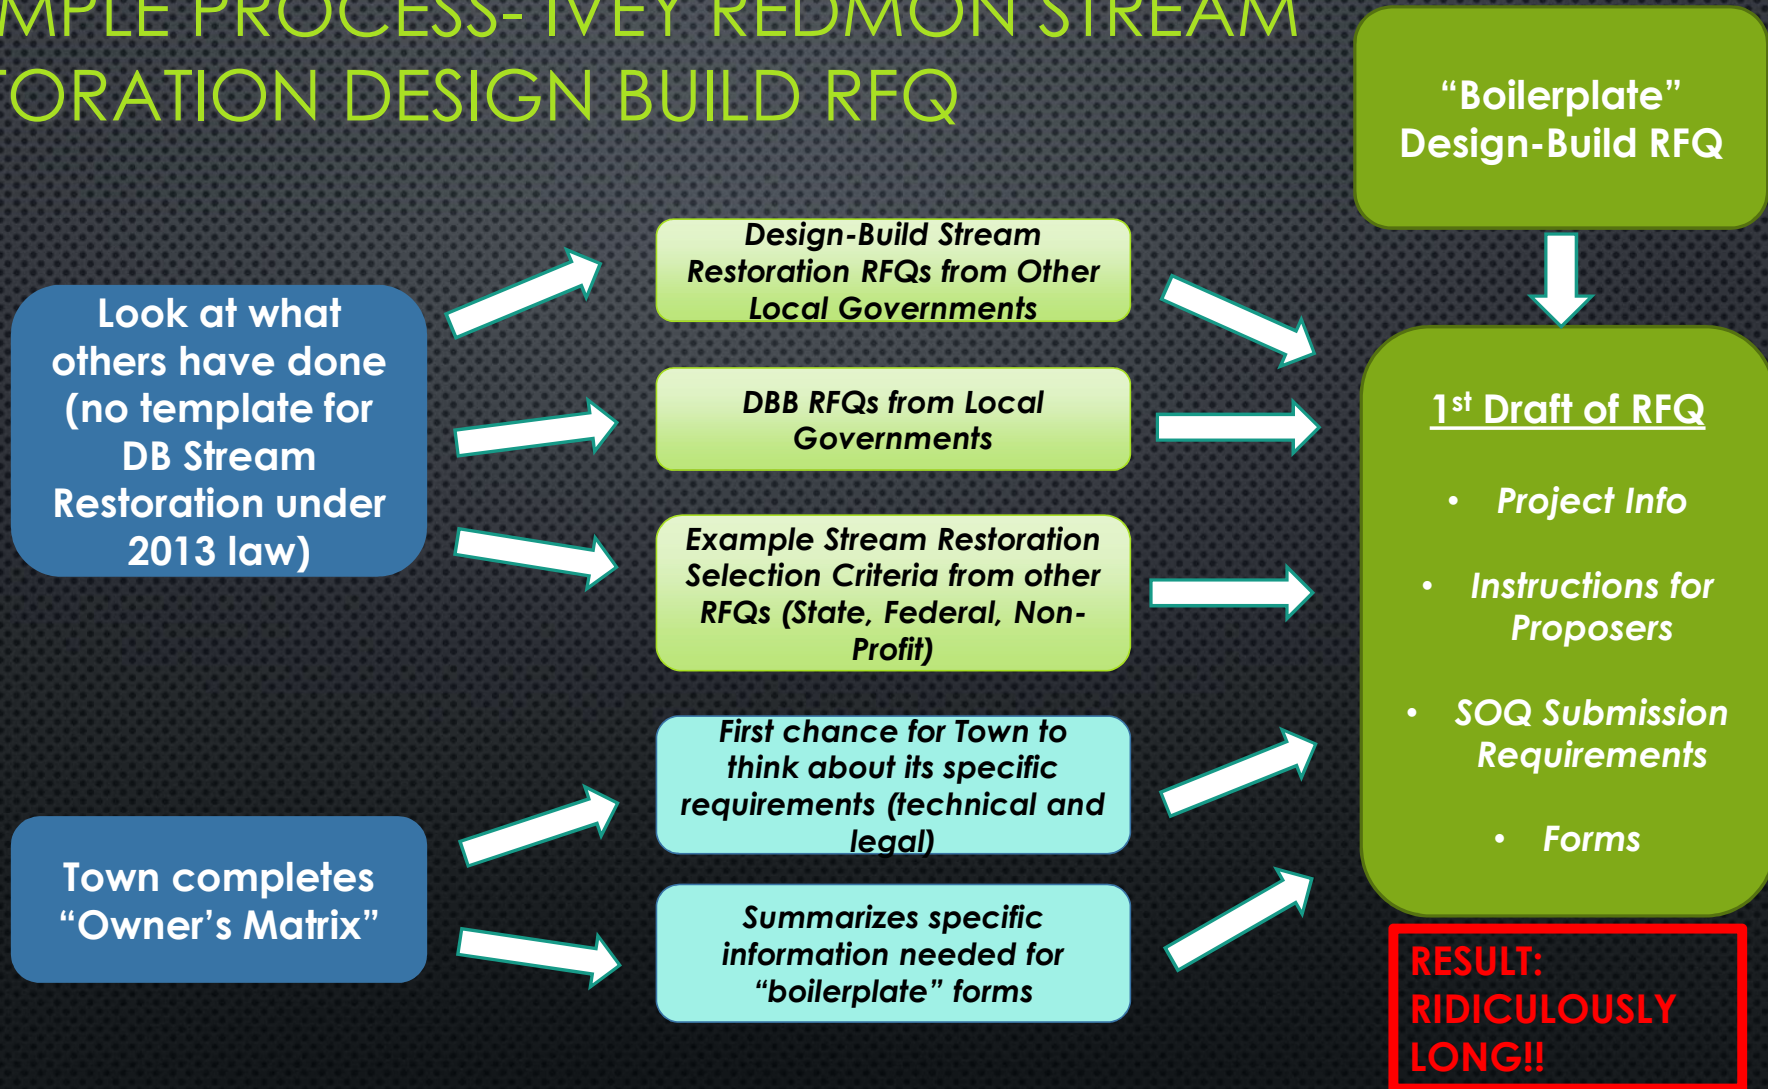 MPLE PROCESS- IVEY REDMON STREAM
TORATION DESIGN BUILD RFQ
“Boilerplate”
Design-Build RFQ
Look at what
others have done
(no template for
DB Stream
Restoration under
2013 law)
Design-Build Stream
Restoration RFQs from Other
Local Governments
DBB RFQs from Local
Governments
Example Stream Restoration
Selection Criteria from other
RFQs (State, Federal, Non-
Profit)
Town completes
“Owner’s Matrix”
First chance for Town to
think about its specific
requirements (technical and
legal)
Summarizes specific
information needed for
“boilerplate” forms
1st Draft of RFQ
• Project Info
• Instructions for
Proposers
• SOQ Submission
Requirements
• Forms
RESULT:
RIDICULOUSLY
LONG!!